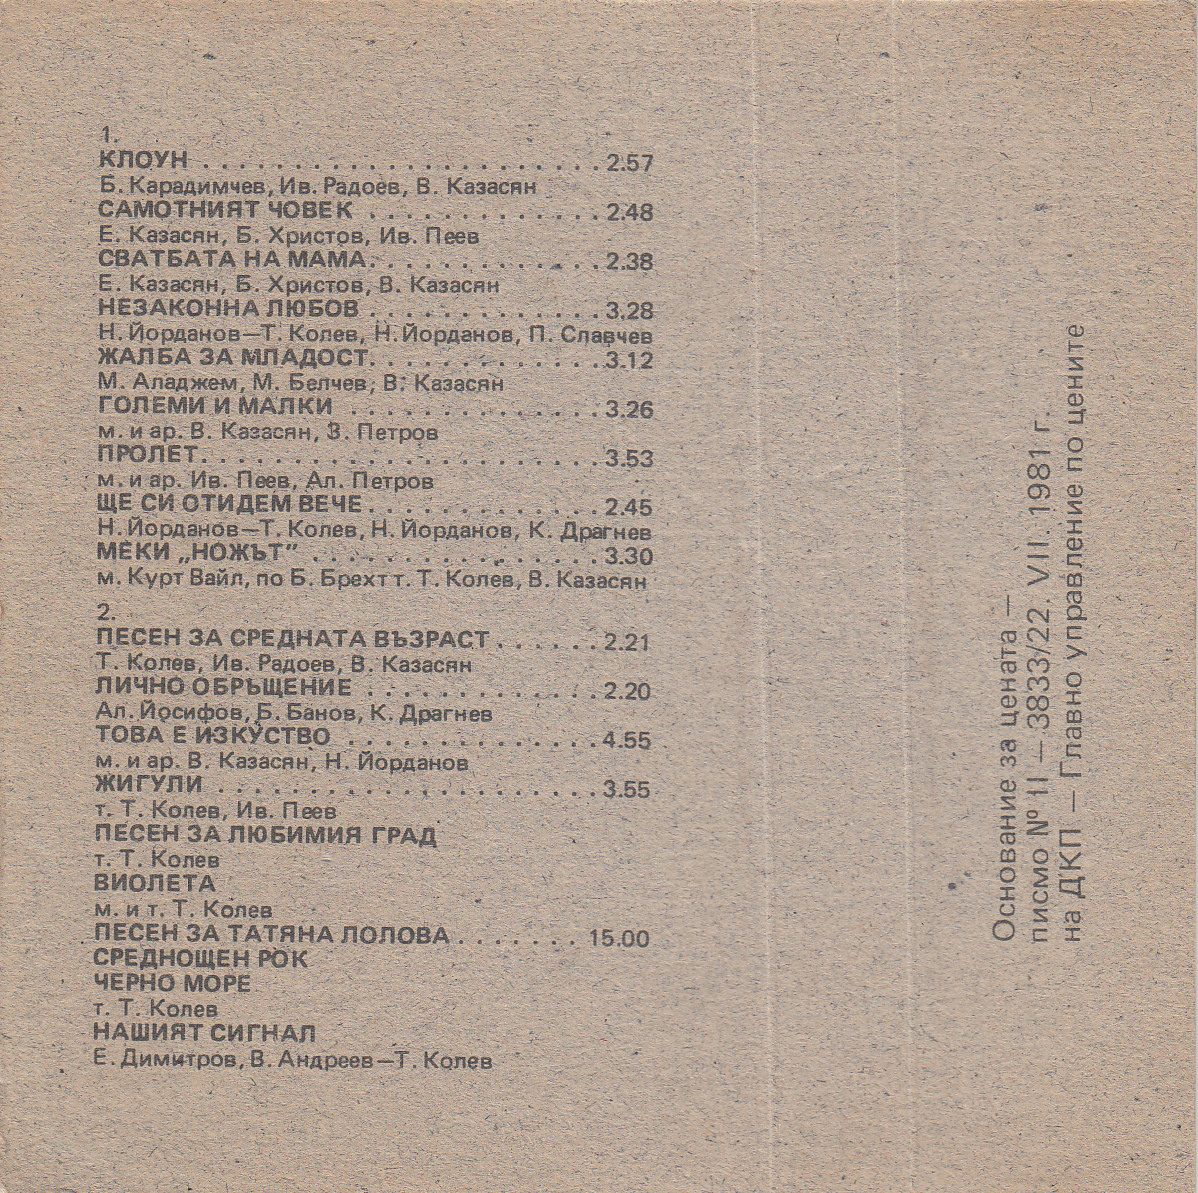 1.
КЛОУН . . . . . . . . . . . . . . . . . . . . . . . 2.57
Б. Карадимчев, Ив. Радоев, В. Казасян
САМОТНИЯТ ЧОВЕК . . . . . . . . . . . . . 2.48
Е. Казасян, Б. Христов, Ив. Пеев
СВАТБАТА НА МАМА. . . . . . . . . . . . . 2.38
Е. Казасян, Б. Христов, В. Казасян
НЕЗАКОННА ЛЮБОВ . . . . . . . . . . . . . 3.28
Н. Йорданов—Т. Колев, Н. Йорданов, П. Славчев
ЖАЛБА ЗА МЛАДОСТ. . . . . . . . . . . . . 3.12
М. Аладжем, М. Белчев, В. Казасян
ГОЛЕМИ И МАЛКИ . . . . . . . . . . . . . . 3.26
м. и ар. В. Казасян, З. Петров
ПРОЛЕТ. . . . . . . . . . . . . . . . . . . . . . 3.53
м. и ар. Ив. Пеев, Ал. Петров
ЩЕ СИ ОТИДЕМ ВЕЧЕ . . . . . . . . . . . . 2.45
Н. Йорданов—Т. Колев, Н. Йорданов, К. Драгнев
МЕКИ „НОЖЪТ” . . . . . . . . . . . . . . . . 3.30
м. Курт Вайл, по Б. Брехт т. Т. Колев, В. Казасян
2.
ПЕСЕН ЗА СРЕДНАТА ВЪЗРАСТ . . . . . . 2.21
Т. Колев, Ив. Радоев, В. Казасян
ЛИЧНО ОБРЪЩЕНИЕ . . . . . . . . . . . . . 2.20
Ал. Йосифов, Б. Банов, К. Драгнев
ТОВА Е ИЗКУСТВО . . . . . . . . . . . . . . 4.55
м. и ар. В. Казасян, Н. Йорданов
ЖИГУЛИ . . . . . . . . . . . . . . . . . . . . . 3.55
т. Т. Колев, Ив. Пеев
ПЕСЕН ЗА ЛЮБИМИЯ ГРАД
т. Т. Колев
ВИОЛЕТА
м. и т. Т. Колев
ПЕСЕН ЗА ТАТЯНА ЛОЛОВА . . . . . . . 15.00
СРЕДНОЩЕН РОК
ЧЕРНО МОРЕ
т. Т. Колев
НАШИЯТ СИГНАЛ
Е. Димитров, В. Андреев—Т. Колев
Основание за цената —
писмо № II — 3833/22. VII. 1981 г.
на ДКП — Главно управление по цените